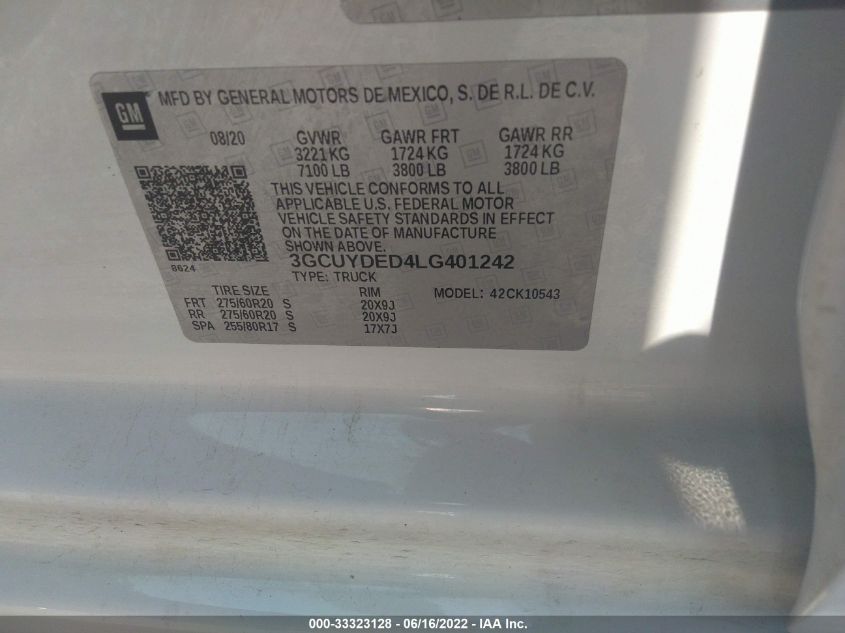 GM
MFD BY GENERAL MOTORS DE MEXICO, S. DE R.L. DE C.V.
08/20 GVWR GAWR FRT GAWR RR
3221 KG 1724 KG 1724 KG
7100 LB 3800 LB 3800 LB
THIS VEHICLE CONFORMS TO ALL
APPLICABLE U.S. FEDERAL MOTOR
VEHICLE SAFETY STANDARDS IN EFFECT
ON THE DATE OF MANUFACTURE
SHOWN ABOVE.
8624
3GCUYDED4LG401242
TYPE: TRUCK
TIRE SIZE RIM MODEL: 42CK10543
FRT 275/60R20 S 20X9J
RR 275/60R20 S 20X9J
SPA 255/80R17 S 17X7J
000-33323128 - 06/16/2022 - IAA Inc.